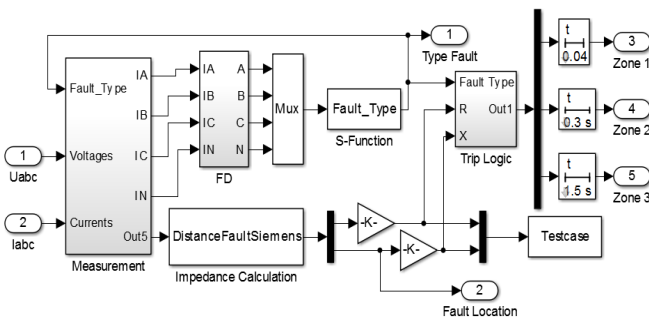 1
Type Fault
t
0.04
3
Zone 1
Fault_Type
IA
IB
IC
IN
Voltages
Currents
Out5
Measurement
1
Uabc
2
Iabc
IA
IB
IC
IN
A
B
C
N
FD
Mux
Fault_Type
S-Function
Fault Type
R
X
Out1
Trip Logic
t
0.3 s
4
Zone 2
t
1.5 s
5
Zone 3
DistanceFaultSiemens
Impedance Calculation
-K-
-K-
Testcase
2
Fault Location